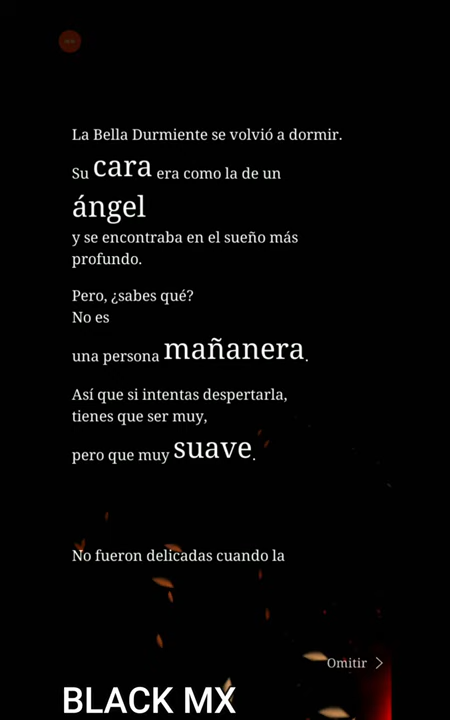 La Bella Durmiente se volvió a dormir.
Su cara era como la de un
ángel
y se encontraba en el sueño más
profundo.
Pero, ¿sabes qué?
No es
una persona mañanera.
Así que si intentas despertarla,
tienes que ser muy,
pero que muy suave.
No fueron delicadas cuando la
Omitir
BLACK MX